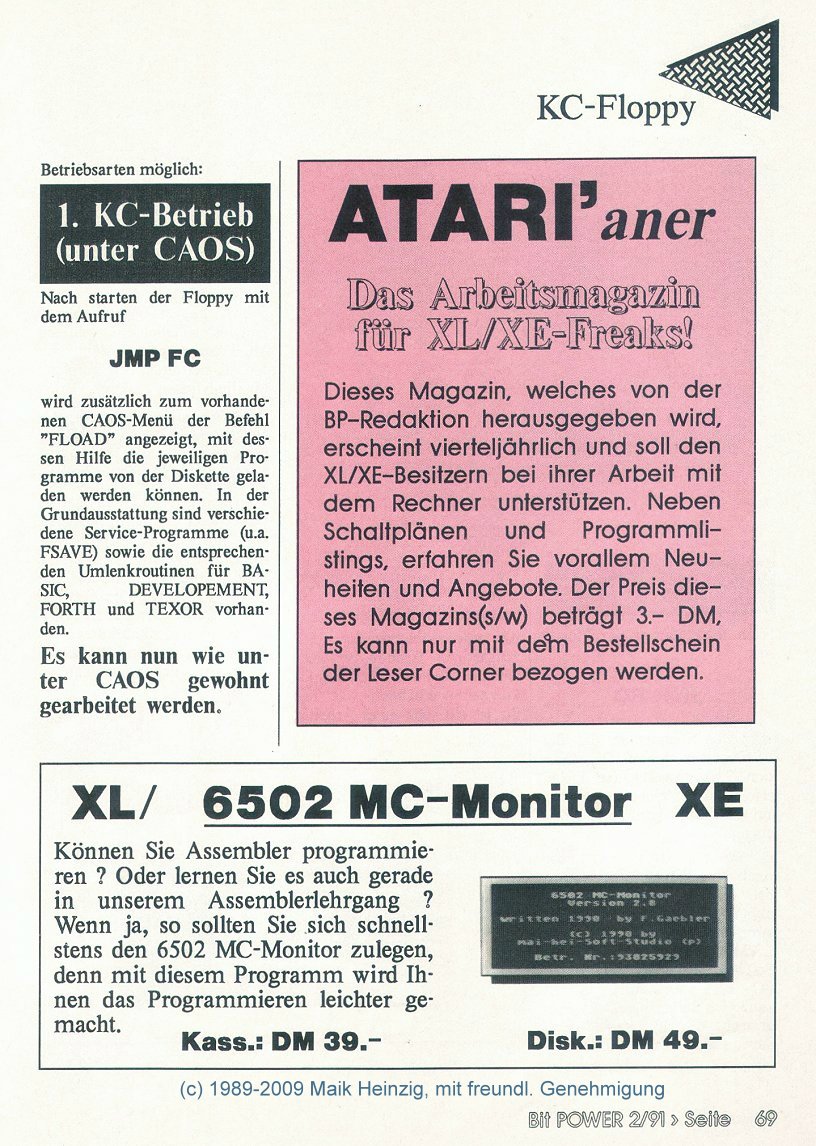 KC-Floppy
Betriebsarten möglich:
1. KC-Betrieb
(unter CAOS)
Nach starten der Floppy mit
dem Aufruf
JMP FC
wird zusätzlich zum vorhande-
nen CAOS-Menü der Befehl
"FLOAD" angezeigt, mit des-
sen Hilfe die jeweiligen Pro-
gramme von der Diskette gela-
den werden können. In der
Grundausstattung sind verschie-
dene Service-Programme (u.a.
FSAVE) sowie die entsprechen-
den Umlenkroutinen für BA-
SIC, DEVELOPEMENT,
FORTH und TEXOR vorhan-
den.
Es kann nun wie un-
ter CAOS gewohnt
gearbeitet werden.
ATARI'aner
Das Arbeitsmagazin
für XL/XE-Freaks!
Dieses Magazin, welches von der
BP-Redaktion herausgegeben wird,
erscheint vierteljährlich und soll den
XL/XE-Besitzern bei ihrer Arbeit mit
dem Rechner unterstützen. Neben
Schaltplänen und Programmli-
stings, erfahren Sie vorallem Neu-
heiten und Angebote. Der Preis die-
ses Magazins(s/w) beträgt 3.- DM,
Es kann nur mit dem Bestellschein
der Leser Corner bezogen werden.
XL/ 6502 MC-Monitor XE
Können Sie Assembler programmie-
ren ? Oder lernen Sie es auch gerade
in unserem Assemblerlehrgang ?
Wenn ja, so sollten Sie sich schnell-
stens den 6502 MC-Monitor zulegen,
denn mit diesem Programm wird Ih-
nen das Programmieren leichter ge-
macht.
6502 MC-Monitor
Version 2.0
written 1990 by F.Gaebler
(c) 1990 by
mai-hei-Soft-Studio (p)
Betr. Nr.:93025929
Kass.: DM 39.- Disk.: DM 49.-
(c) 1989-2009 Maik Heinzig, mit freundl. Genehmigung
Bit POWER 2/91 › Seite 69